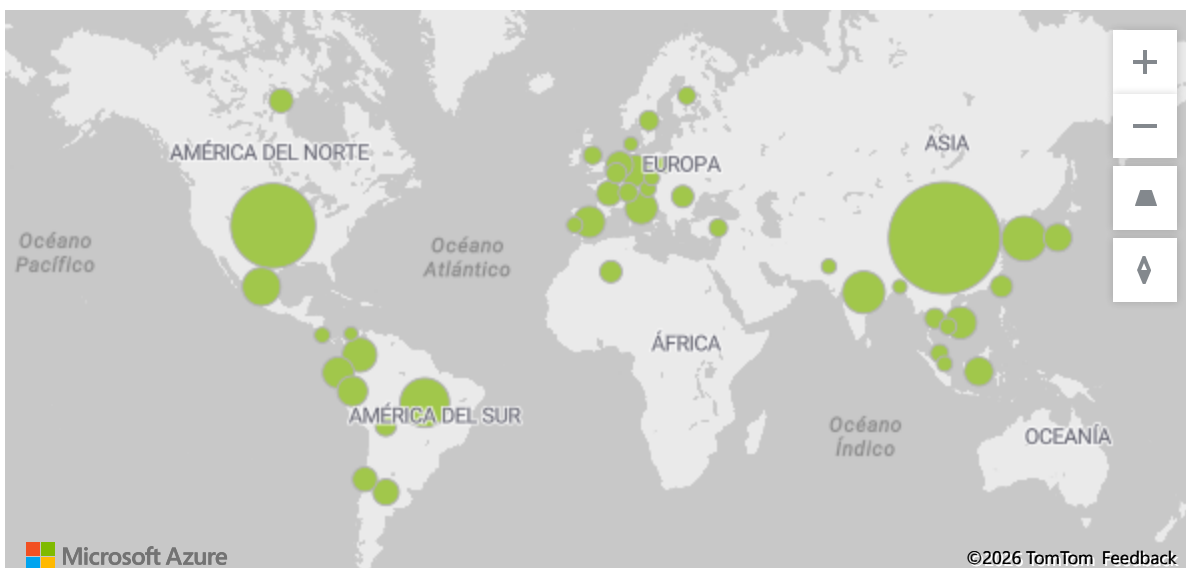 AMÉRICA DEL NORTE
EUROPA
ASIA
Océano
Pacífico
Océano
Atlántico
ÁFRICA
AMÉRICA DEL SUR
Océano
Índico
OCEANÍA
Microsoft Azure
©2026 TomTom Feedback